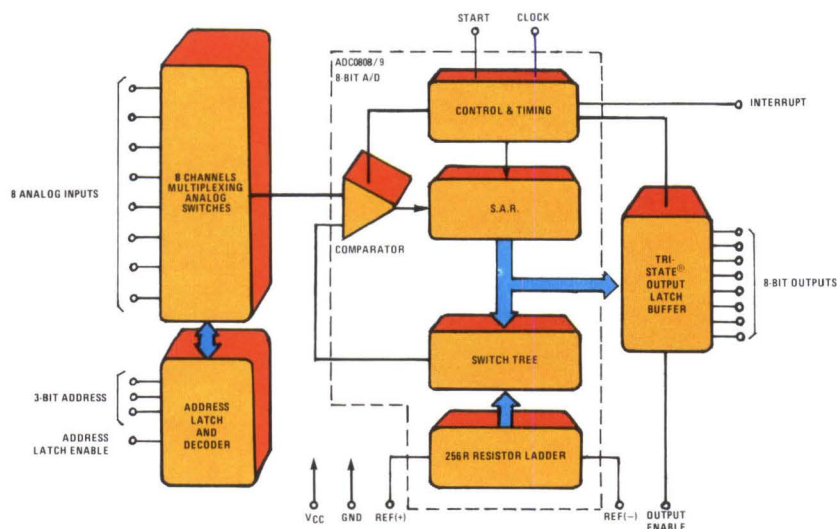 START CLOCK
ADC0808/9
8-BIT A/D
CONTROL & TIMING
INTERRUPT
8 CHANNELS
MULTIPLEXING
ANALOG
SWITCHES
8 ANALOG INPUTS
S.A.R.
COMPARATOR
TRI-
STATE®
OUTPUT
LATCH
BUFFER
8-BIT OUTPUTS
SWITCH TREE
3-BIT ADDRESS
ADDRESS
LATCH
AND
DECODER
ADDRESS
LATCH ENABLE
256R RESISTOR LADDER
VCC GND REF(+) REF(−) OUTPUT
ENABLE